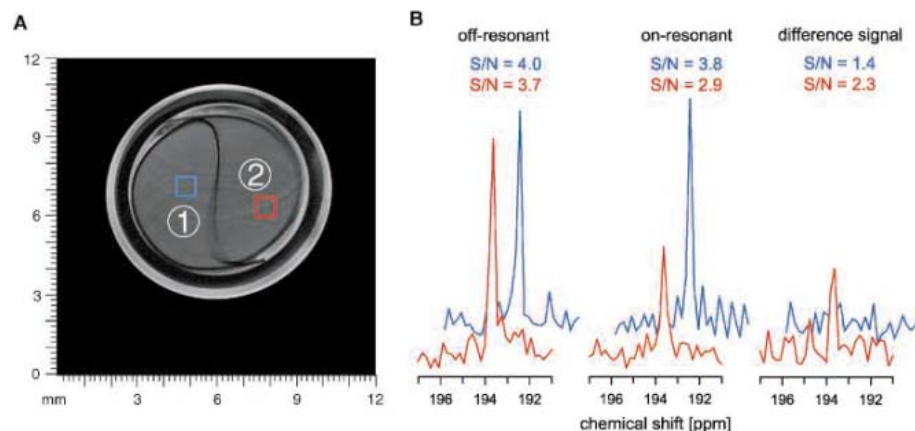 A
12
9
6
3
0
mm
3
6
9
12
①
②
B
off-resonant
S/N = 4.0
S/N = 3.7
on-resonant
S/N = 3.8
S/N = 2.9
difference signal
S/N = 1.4
S/N = 2.3
196 194 192
196 194 192
196 194 192
chemical shift [ppm]